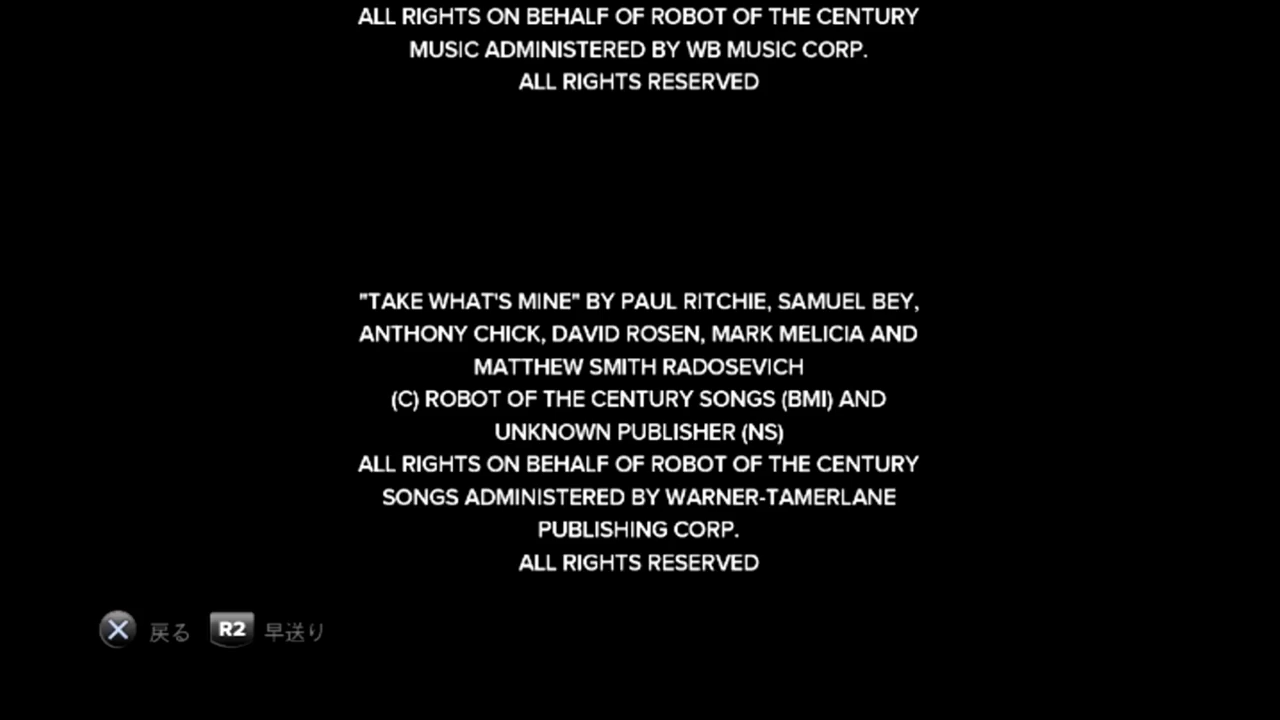 ALL RIGHTS ON BEHALF OF ROBOT OF THE CENTURY
MUSIC ADMINISTERED BY WB MUSIC CORP.
ALL RIGHTS RESERVED
"TAKE WHAT'S MINE" BY PAUL RITCHIE, SAMUEL BEY,
ANTHONY CHICK, DAVID ROSEN, MARK MELICIA AND
MATTHEW SMITH RADOSEVICH
(C) ROBOT OF THE CENTURY SONGS (BMI) AND
UNKNOWN PUBLISHER (NS)
ALL RIGHTS ON BEHALF OF ROBOT OF THE CENTURY
SONGS ADMINISTERED BY WARNER-TAMERLANE
PUBLISHING CORP.
ALL RIGHTS RESERVED
戻る R2 早送り